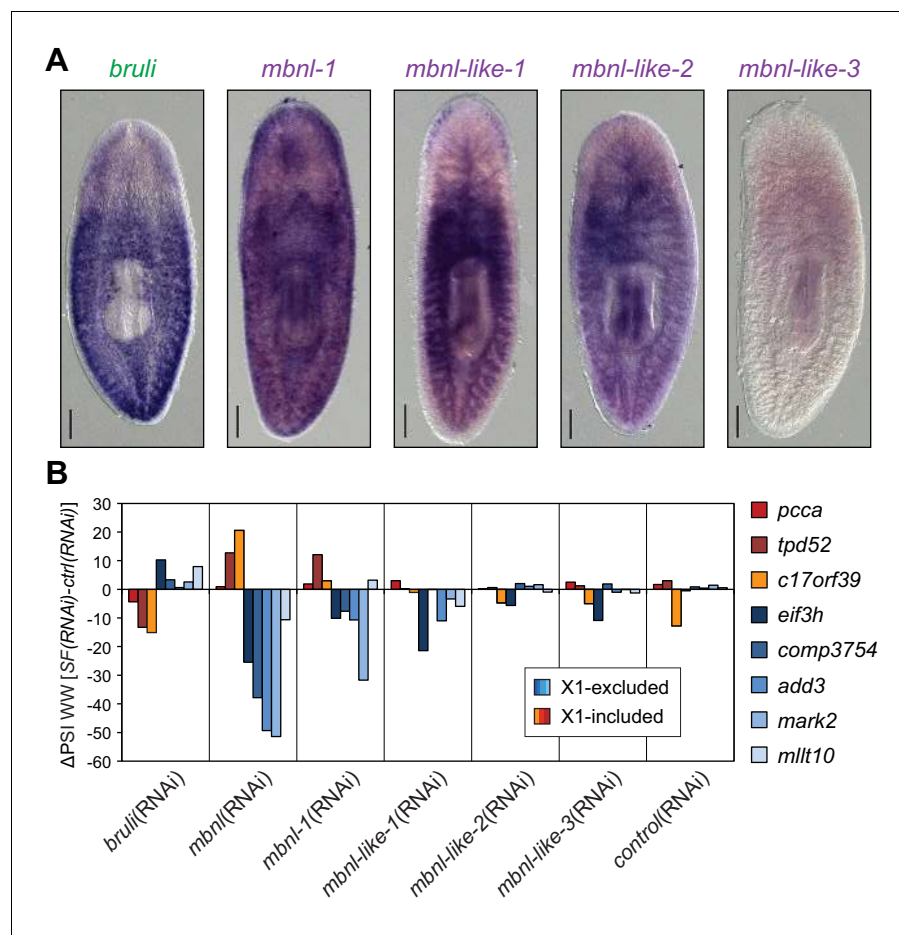 A
bruli
mbnl-1
mbnl-like-1
mbnl-like-2
mbnl-like-3
B
ΔPSI WW [SF(RNAi)-ctrl(RNAi)]
30
20
10
0
-10
-20
-30
-40
-50
-60
X1-excluded
X1-included
bruli(RNAi)
mbnl(RNAi)
mbnl-1(RNAi)
mbnl-like-1(RNAi)
mbnl-like-2(RNAi)
mbnl-like-3(RNAi)
control(RNAi)
pcca
tpd52
c17orf39
eif3h
comp3754
add3
mark2
mllt10